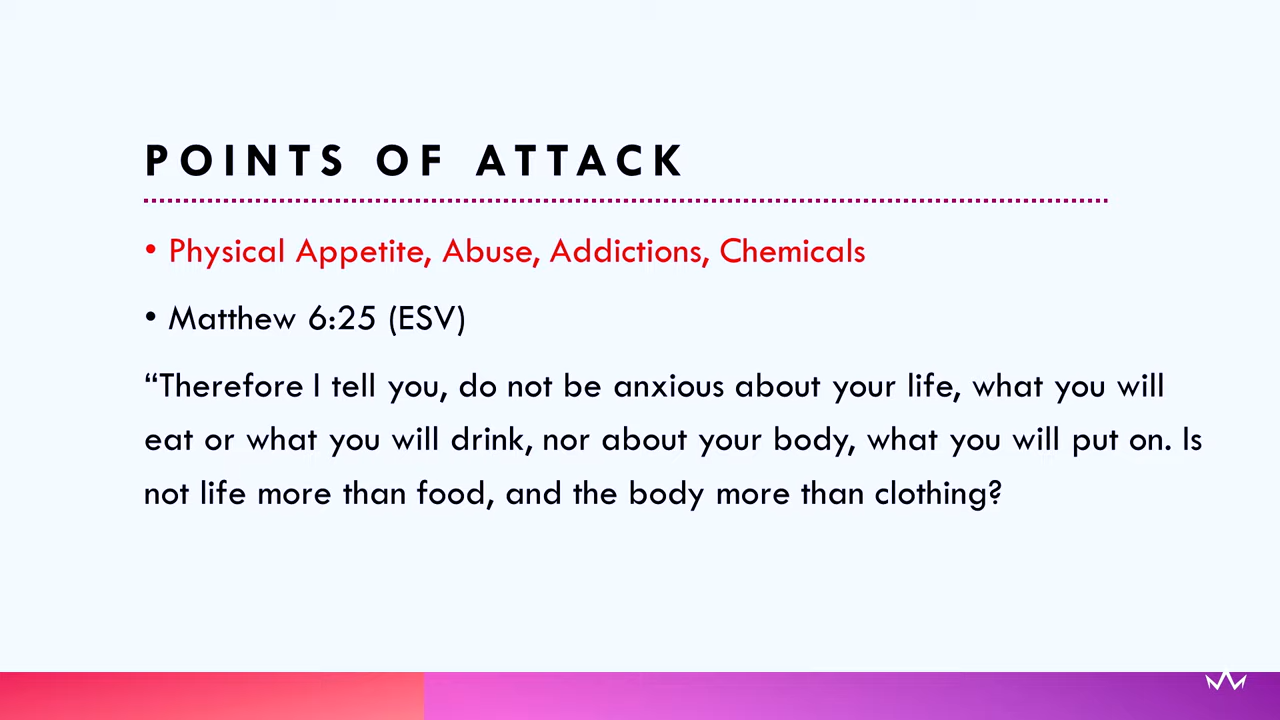 POINTS OF ATTACK
• Physical Appetite, Abuse, Addictions, Chemicals
• Matthew 6:25 (ESV)
“Therefore I tell you, do not be anxious about your life, what you will
eat or what you will drink, nor about your body, what you will put on. Is
not life more than food, and the body more than clothing?